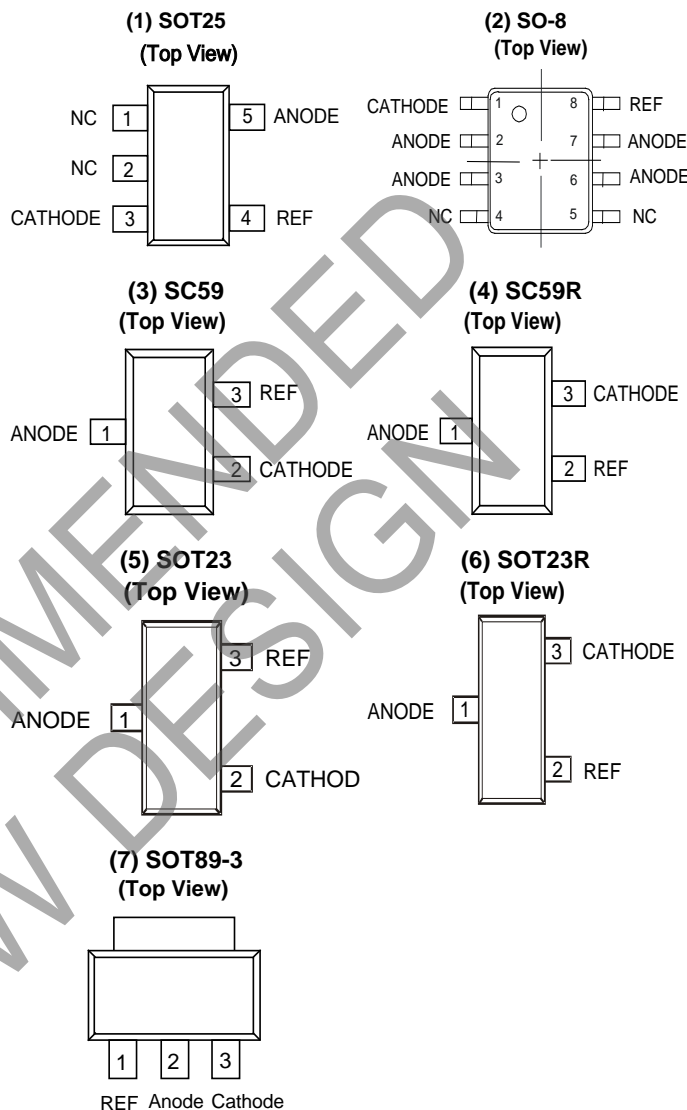 (1) SOT25
(Top View)
NC 1
5 ANODE
NC 2
CATHODE 3
4 REF
(2) SO-8
(Top View)
CATHODE 1
8 REF
ANODE 2
7 ANODE
ANODE 3
6 ANODE
NC 4
5 NC
(3) SC59
(Top View)
3 REF
ANODE 1
2 CATHODE
(4) SC59R
(Top View)
3 CATHODE
ANODE 1
2 REF
(5) SOT23
(Top View)
3 REF
ANODE 1
2 CATHOD
(6) SOT23R
(Top View)
3 CATHODE
ANODE 1
2 REF
(7) SOT89-3
(Top View)
1 2 3
REF Anode Cathode
MMENDED
W DESIGN